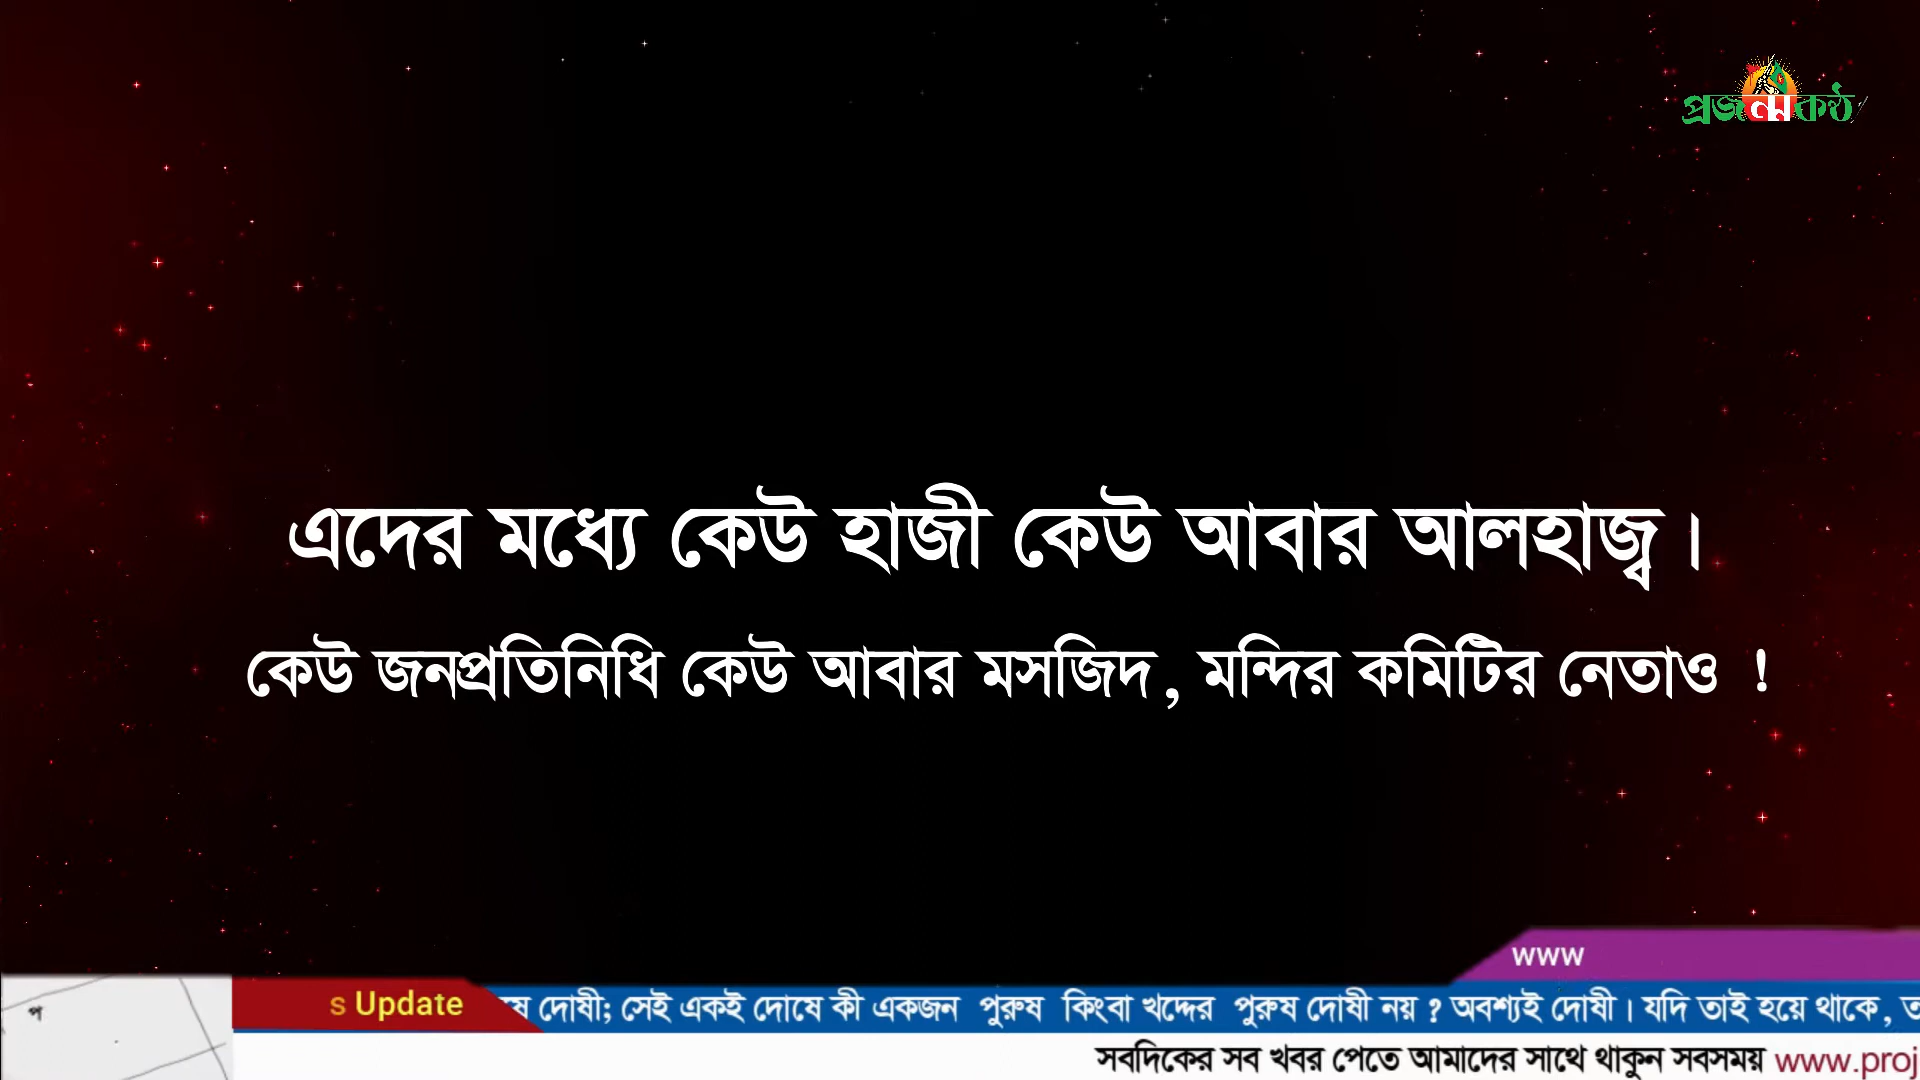 প্রজন্মকণ্ঠ
এদের মধ্যে কেউ হাজী কেউ আবার আলহাজ্ব।
কেউ জনপ্রতিনিধি কেউ আবার মসজিদ, মন্দির কমিটির নেতাও !
www
s Update
ষে দোষী; সেই একই দোষে কী একজন পুরুষ কিংবা খদ্দের পুরুষ দোষী নয় ? অবশ্যই দোষী। যদি তাই হয়ে থাকে, ত
প
সবদিকের সব খবর পেতে আমাদের সাথে থাকুন সবসময় www.proj